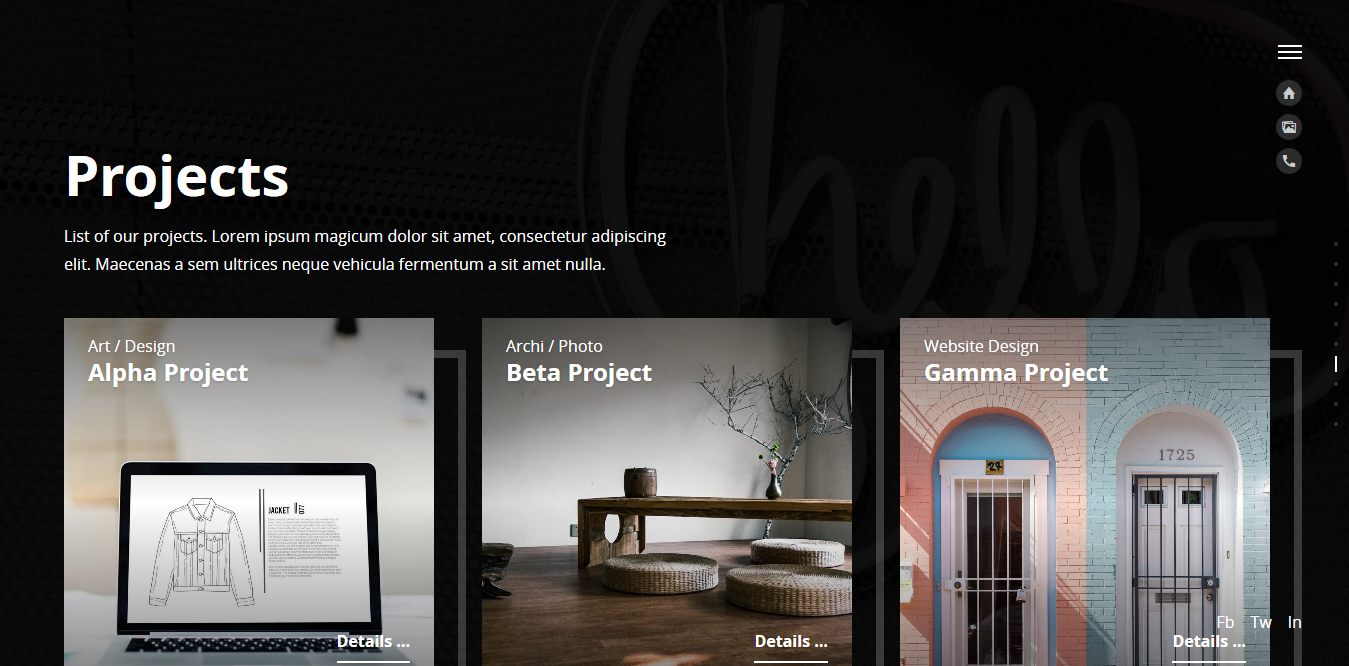 Projects
List of our projects. Lorem ipsum magicum dolor sit amet, consectetur adipiscing
elit. Maecenas a sem ultrices neque vehicula fermentum a sit amet nulla.
Art / Design
Alpha Project
JACKET
Details ...
Archi / Photo
Beta Project
Details ...
Website Design
Gamma Project
1725
Fb Tw In
Details ...
hello